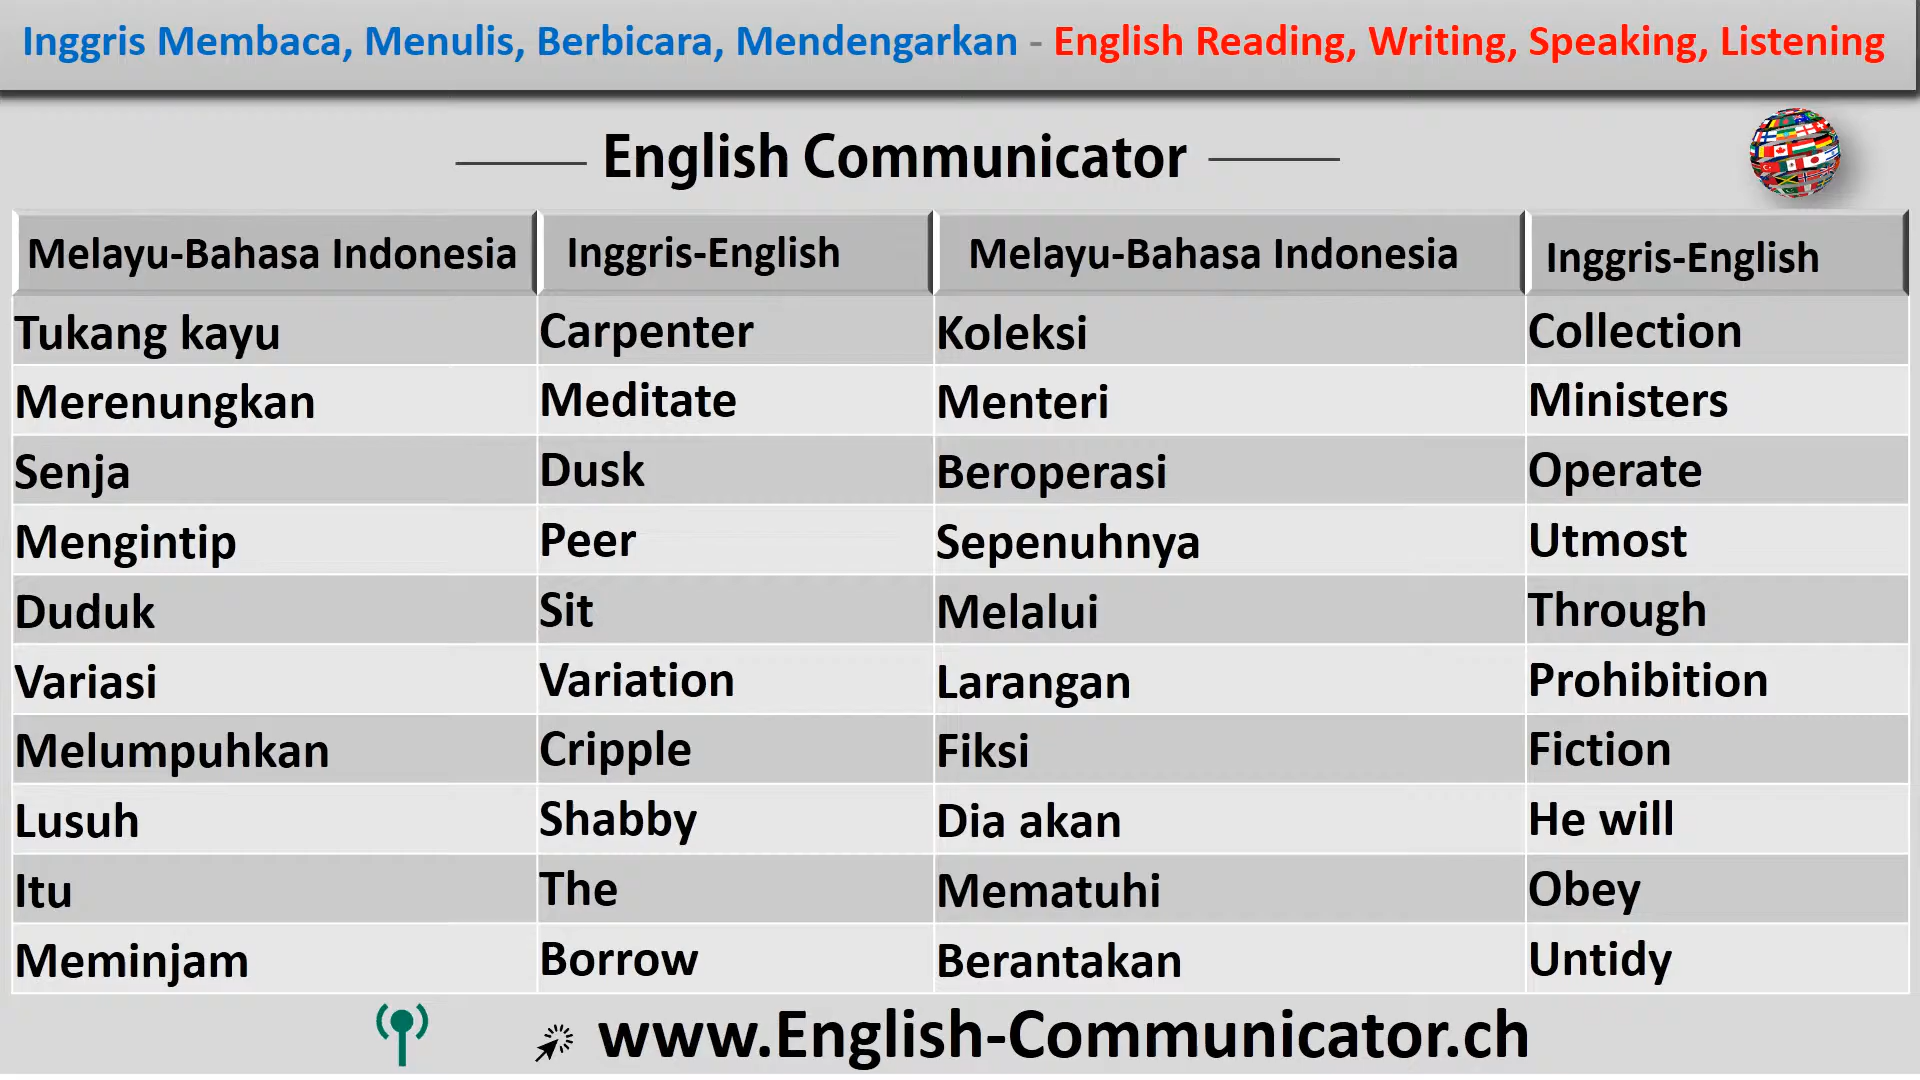 Inggris Membaca, Menulis, Berbicara, Mendengarkan - English Reading, Writing, Speaking, Listening
English Communicator
Melayu-Bahasa Indonesia Inggris-English Melayu-Bahasa Indonesia Inggris-English
Tukang kayu Carpenter Koleksi Collection
Merenungkan Meditate Menteri Ministers
Senja Dusk Beroperasi Operate
Mengintip Peer Sepenuhnya Utmost
Duduk Sit Melalui Through
Variasi Variation Larangan Prohibition
Melumpuhkan Cripple Fiksi Fiction
Lusuh Shabby Dia akan He will
Itu The Mematuhi Obey
Meminjam Borrow Berantakan Untidy
www.English-Communicator.ch